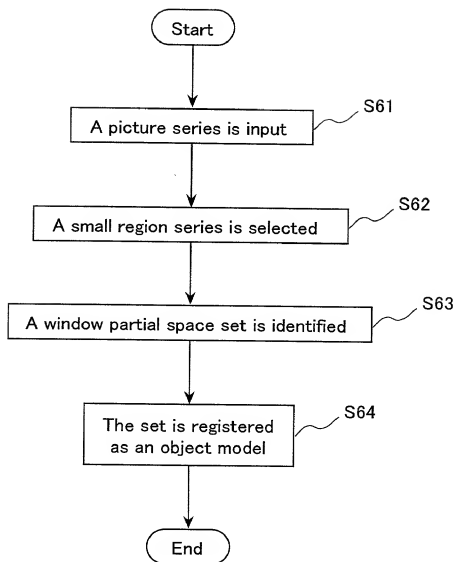 Start
S61
A picture series is input
S62
A small region series is selected
S63
A window partial space set is identified
S64
The set is registered
as an object model
End